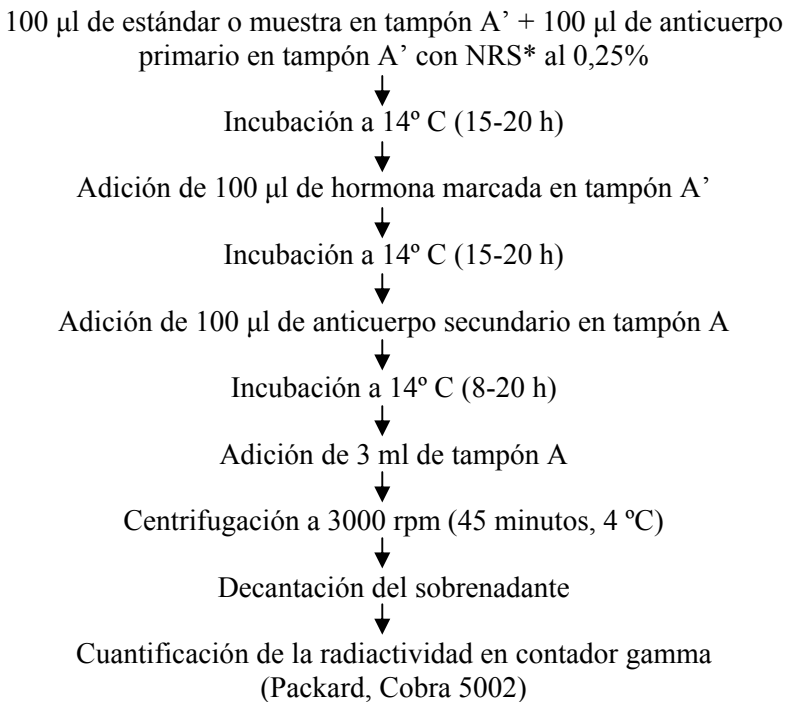 100 μl de estándar o muestra en tampón A’ + 100 μl de anticuerpo
primario en tampón A’ con NRS* al 0,25%
Incubación a 14º C (15-20 h)
Adición de 100 μl de hormona marcada en tampón A’
Incubación a 14º C (15-20 h)
Adición de 100 μl de anticuerpo secundario en tampón A
Incubación a 14º C (8-20 h)
Adición de 3 ml de tampón A
Centrifugación a 3000 rpm (45 minutos, 4 ºC)
Decantación del sobrenadante
Cuantificación de la radiactividad en contador gamma
(Packard, Cobra 5002)